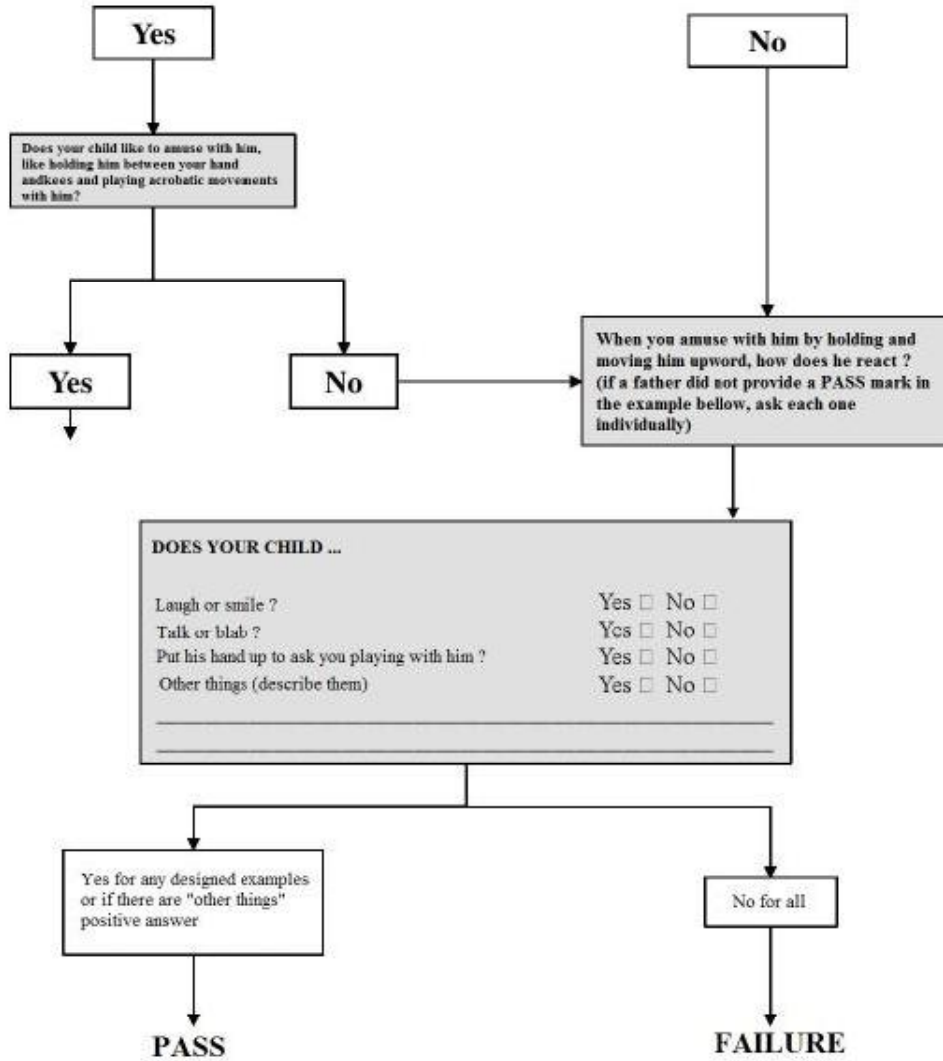 Yes
No
Does your child like to amuse with him,
like holding him between your hand
andkees and playing acrobatic movements
with him?
Yes
No
When you amuse with him by holding and
moving him upword, how does he react ?
(if a father did not provide a PASS mark in
the example bellow, ask each one
individually)
DOES YOUR CHILD ...
Laugh or smile ? Yes □ No □
Talk or blab ? Yes □ No □
Put his hand up to ask you playing with him ? Yes □ No □
Other things (describe them) Yes □ No □
Yes for any designed examples
or if there are "other things"
positive answer
No for all
PASS
FAILURE